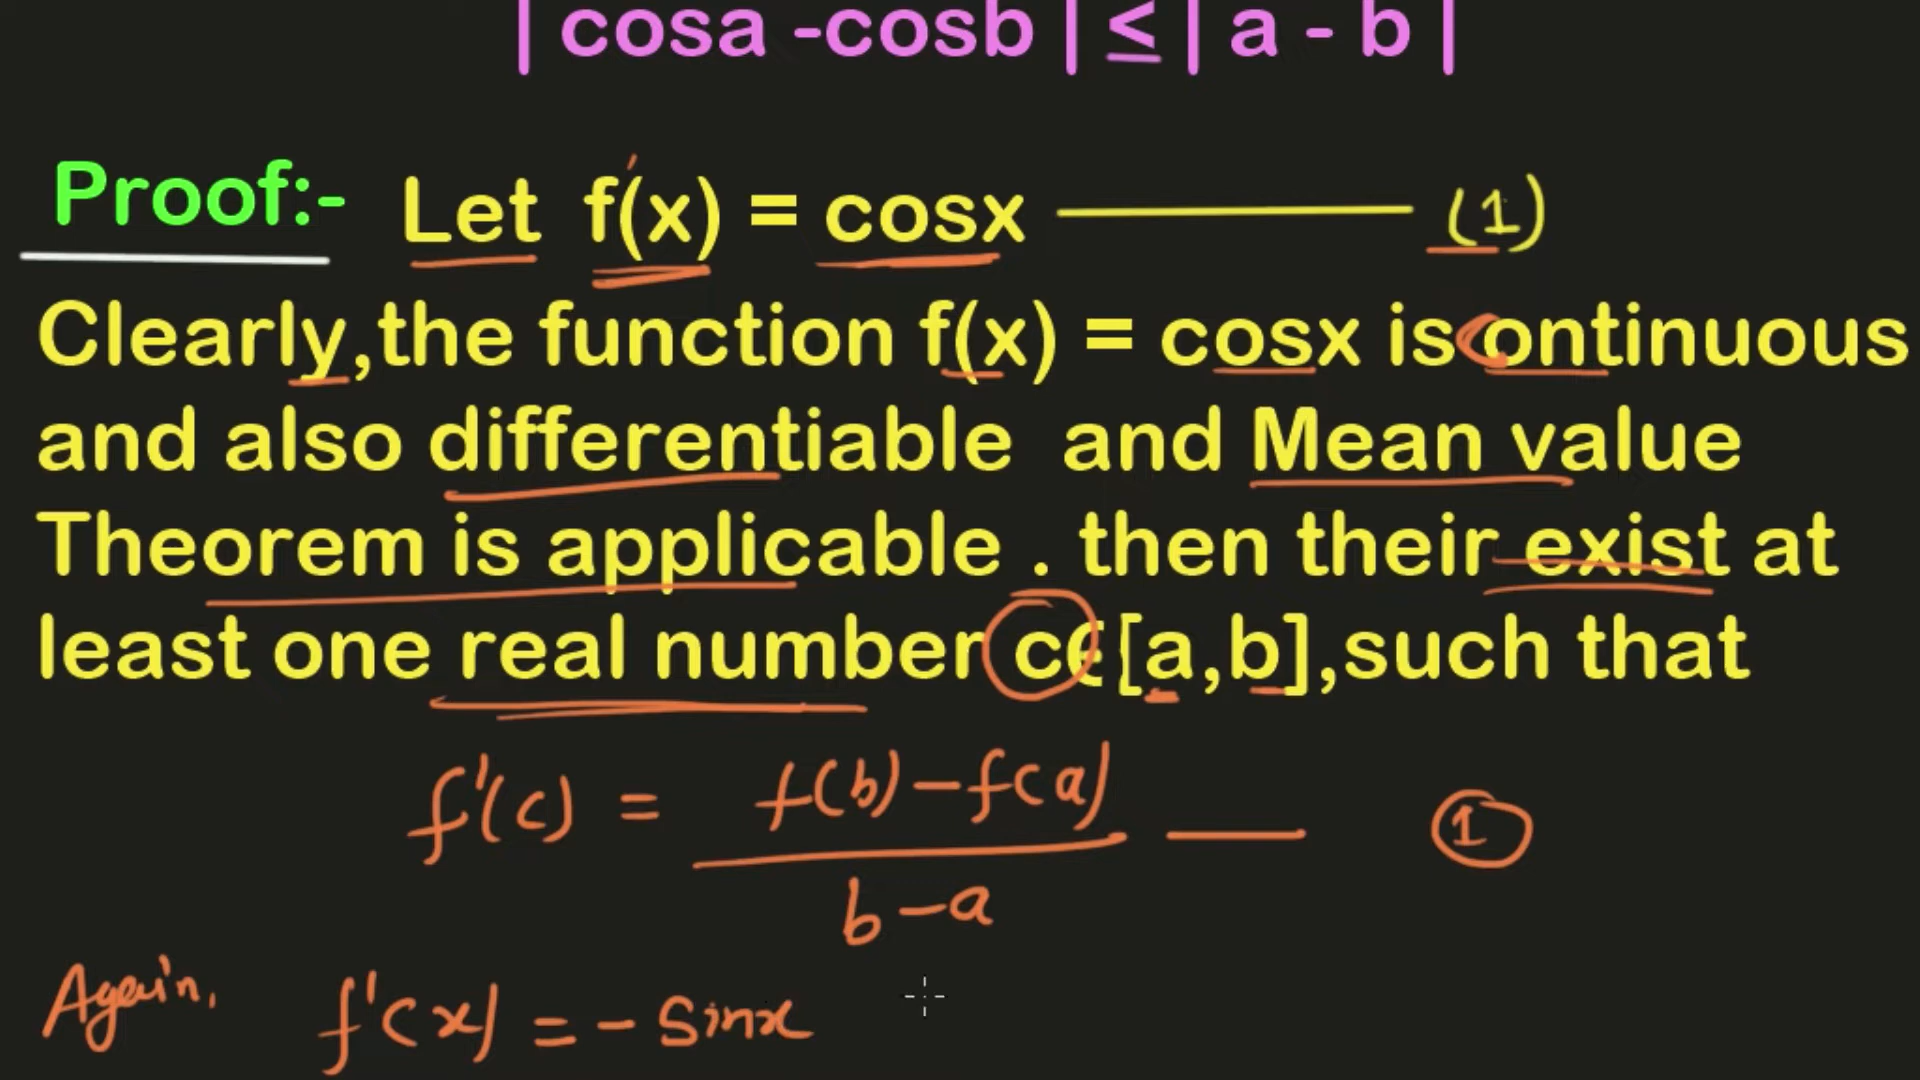 | cosa -cosb | ≤ | a - b |
Proof:- Let f(x) = cosx ——— (1)
Clearly,the function f(x) = cosx is continuous
and also differentiable and Mean value
Theorem is applicable . then their exist at
least one real number c∈[a,b],such that
f'(c) = f(b)-f(a) / b-a —— 1
Again, f'(x) = - Sinx